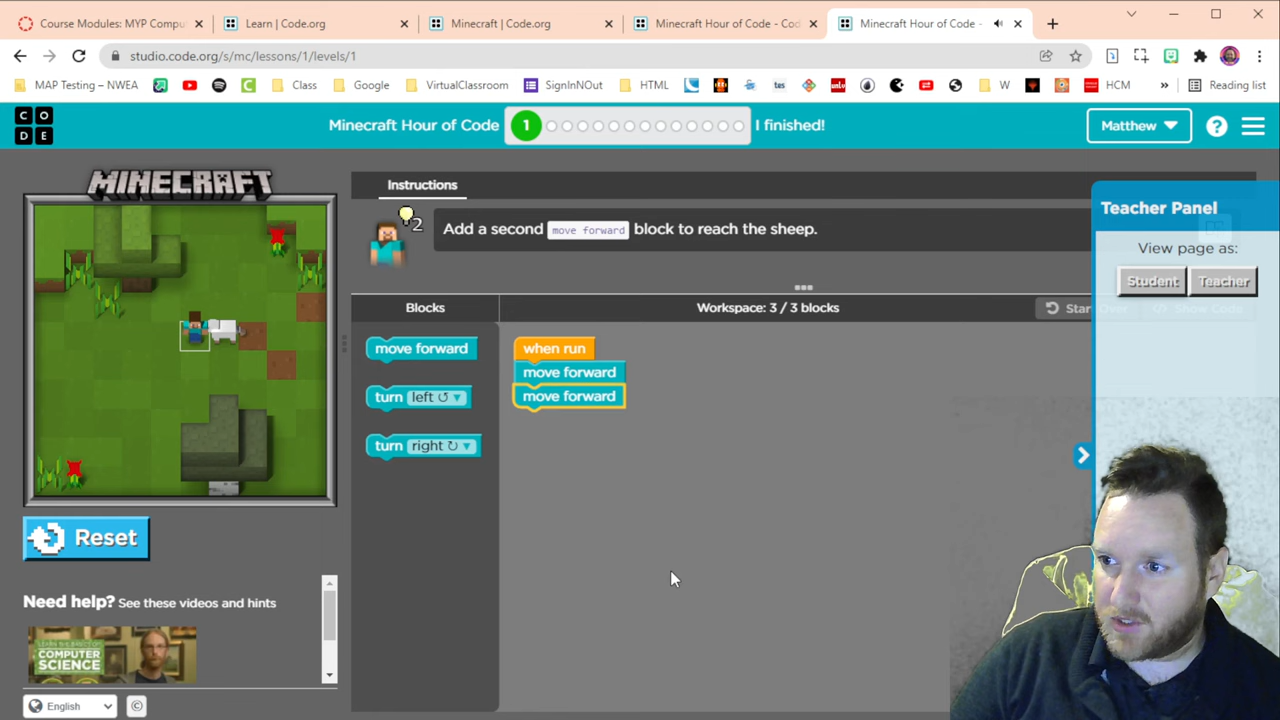 Course Modules: MYP Compu
Learn | Code.org
Minecraft | Code.org
Minecraft Hour of Code - Cod
Minecraft Hour of Code -
studio.code.org/s/mc/lessons/1/levels/1
MAP Testing – NWEA
Class
Google
VirtualClassroom
SignInNOut
HTML
tes
unlv
W
HCM
»
Reading list
CODE
Minecraft Hour of Code
1
I finished!
Matthew
?
MINECRAFT
Instructions
2
Add a second move forward block to reach the sheep.
Teacher Panel
View page as:
Student
Teacher
Blocks
Workspace: 3 / 3 blocks
move forward
turn left ↺
turn right ↻
when run
move forward
move forward
Reset
Need help? See these videos and hints
COMPUTER
SCIENCE
English
©